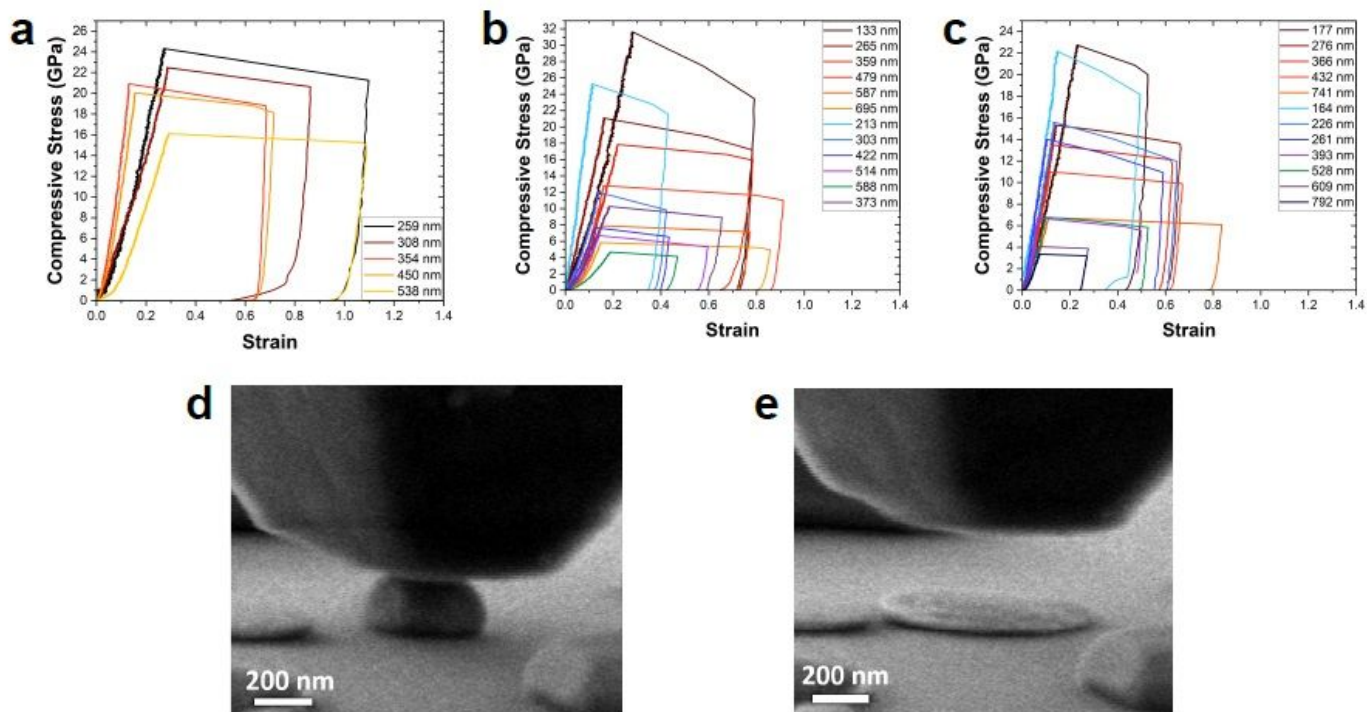 a
Compressive Stress (GPa)
26
24
22
20
18
16
14
12
10
8
6
4
2
0
0.0 0.2 0.4 0.6 0.8 1.0 1.2 1.4
Strain
259 nm
308 nm
354 nm
450 nm
538 nm
b
Compressive Stress (GPa)
32
28
24
20
16
12
8
4
0
0.0 0.2 0.4 0.6 0.8 1.0 1.2 1.4
Strain
133 nm
265 nm
359 nm
479 nm
587 nm
695 nm
213 nm
303 nm
422 nm
514 nm
588 nm
373 nm
c
Compressive Stress (GPa)
24
22
20
18
16
14
12
10
8
6
4
2
0
0.0 0.2 0.4 0.6 0.8 1.0 1.2 1.4
Strain
177 nm
276 nm
366 nm
432 nm
741 nm
164 nm
226 nm
261 nm
393 nm
528 nm
609 nm
792 nm
d
200 nm
e
200 nm